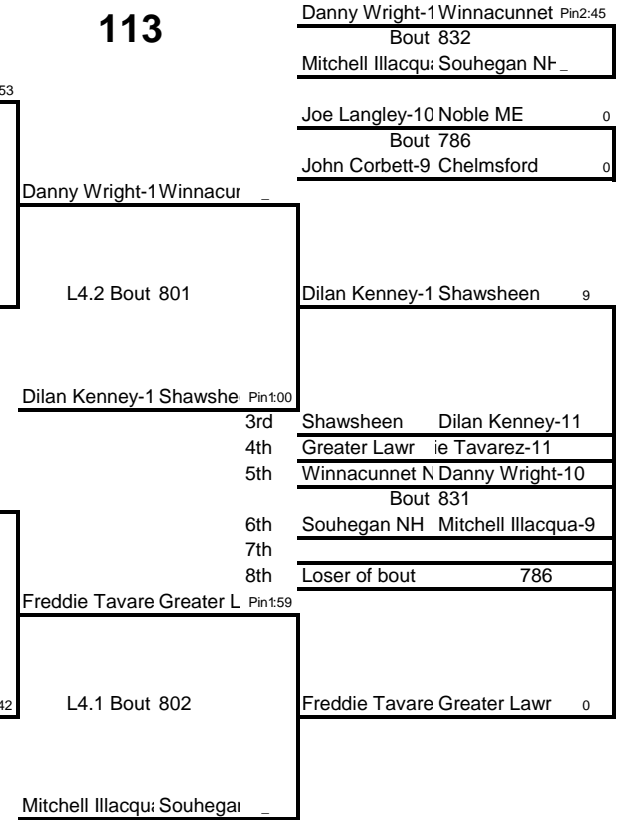 113
Danny Wright-1 Winnacunnet Pin2:45
Bout 832
Mitchell Illacqu Souhegan NH _
53
Joe Langley-10 Noble ME 0
Bout 786
John Corbett-9 Chelmsford 0
Danny Wright-1 Winnacur _
L4.2 Bout 801
Dilan Kenney-1 Shawsheen 9
Dilan Kenney-1 Shawshe Pin1:00
3rd Shawsheen Dilan Kenney-11
4th Greater Lawr ie Tavarez-11
5th Winnacunnet N Danny Wright-10
Bout 831
6th Souhegan NH Mitchell Illacqua-9
7th
8th Loser of bout 786
Freddie Tavare Greater L Pin1:59
42
L4.1 Bout 802
Freddie Tavare Greater Lawr 0
Mitchell Illacqu Souhegar _